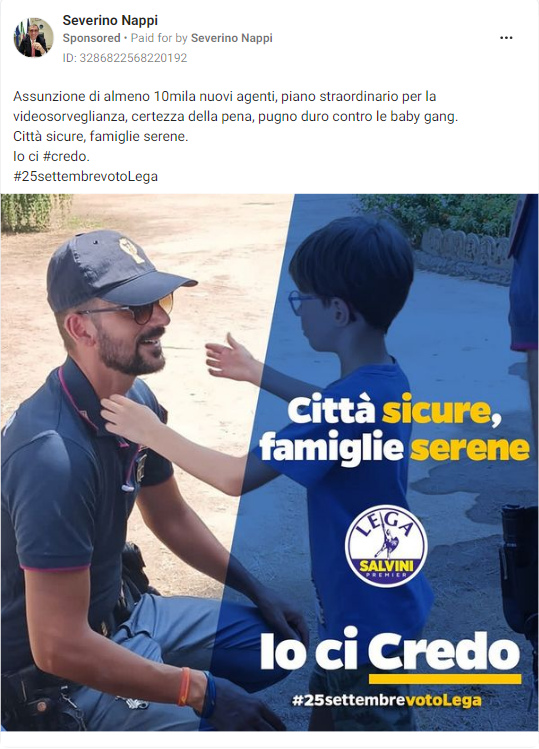 Severino Nappi
Sponsored • Paid for by Severino Nappi
ID: 3286822568220192
Assunzione di almeno 10mila nuovi agenti, piano straordinario per la
videosorveglianza, certezza della pena, pugno duro contro le baby gang.
Città sicure, famiglie serene.
Io ci #credo.
#25settembrevotoLega
Città sicure,
famiglie serene
LEGA
SALVINI
PREMIER
Io ci Credo
#25settembrevotoLega